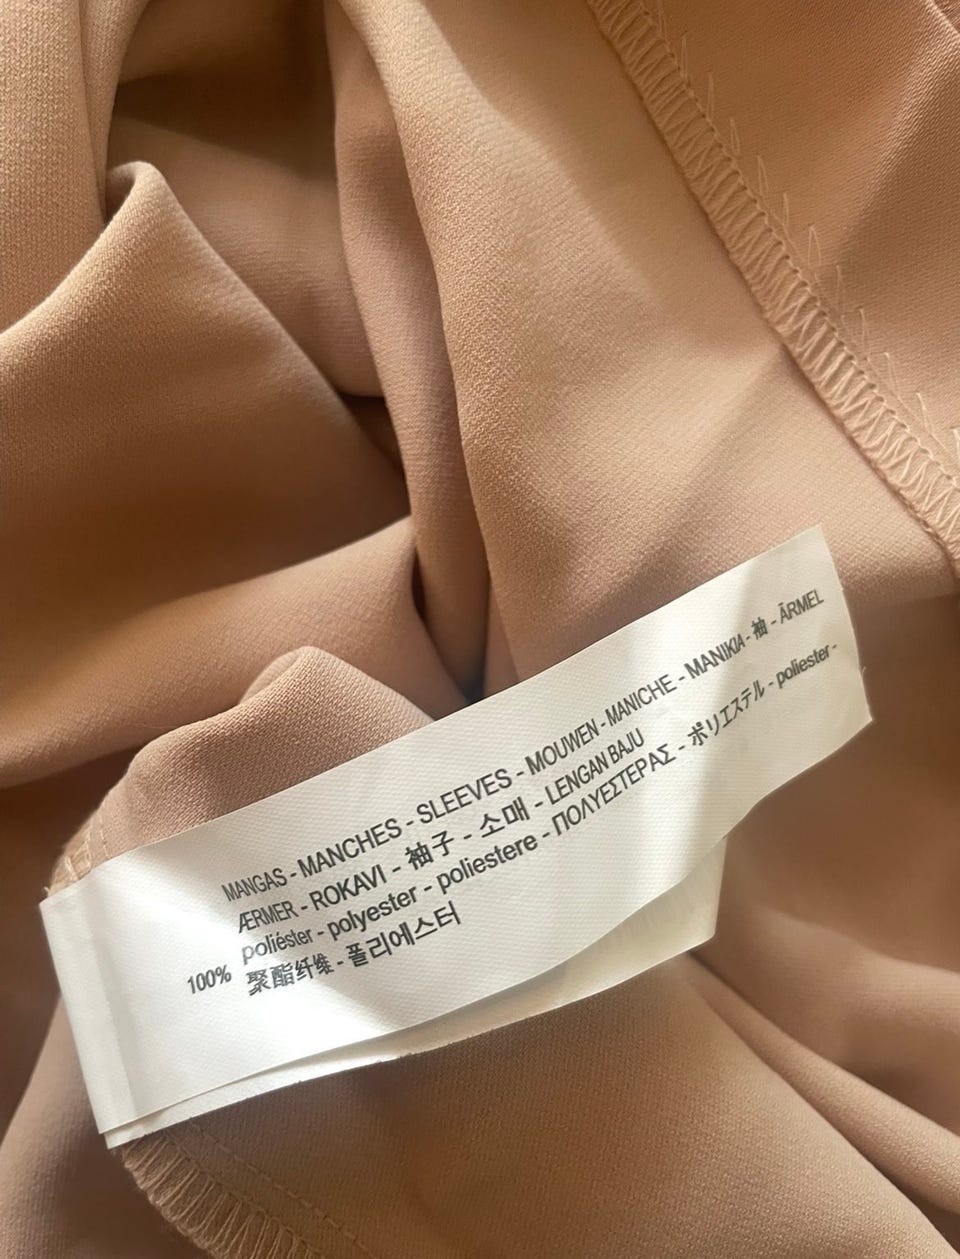 MANGAS - MANCHES - SLEEVES - MOUWEN - MANICHE - MANIKIA - 袖 - ÄRMEL
ÆRMER - ROKAVI - 袖子 - 소매 - LENGAN BAJU
poliéster - polyester - poliestere - ΠΟΛΥΕΣΤΕΡΑΣ - ポリエステル - poliester -
100% 聚酯纤维 - 폴리에스터